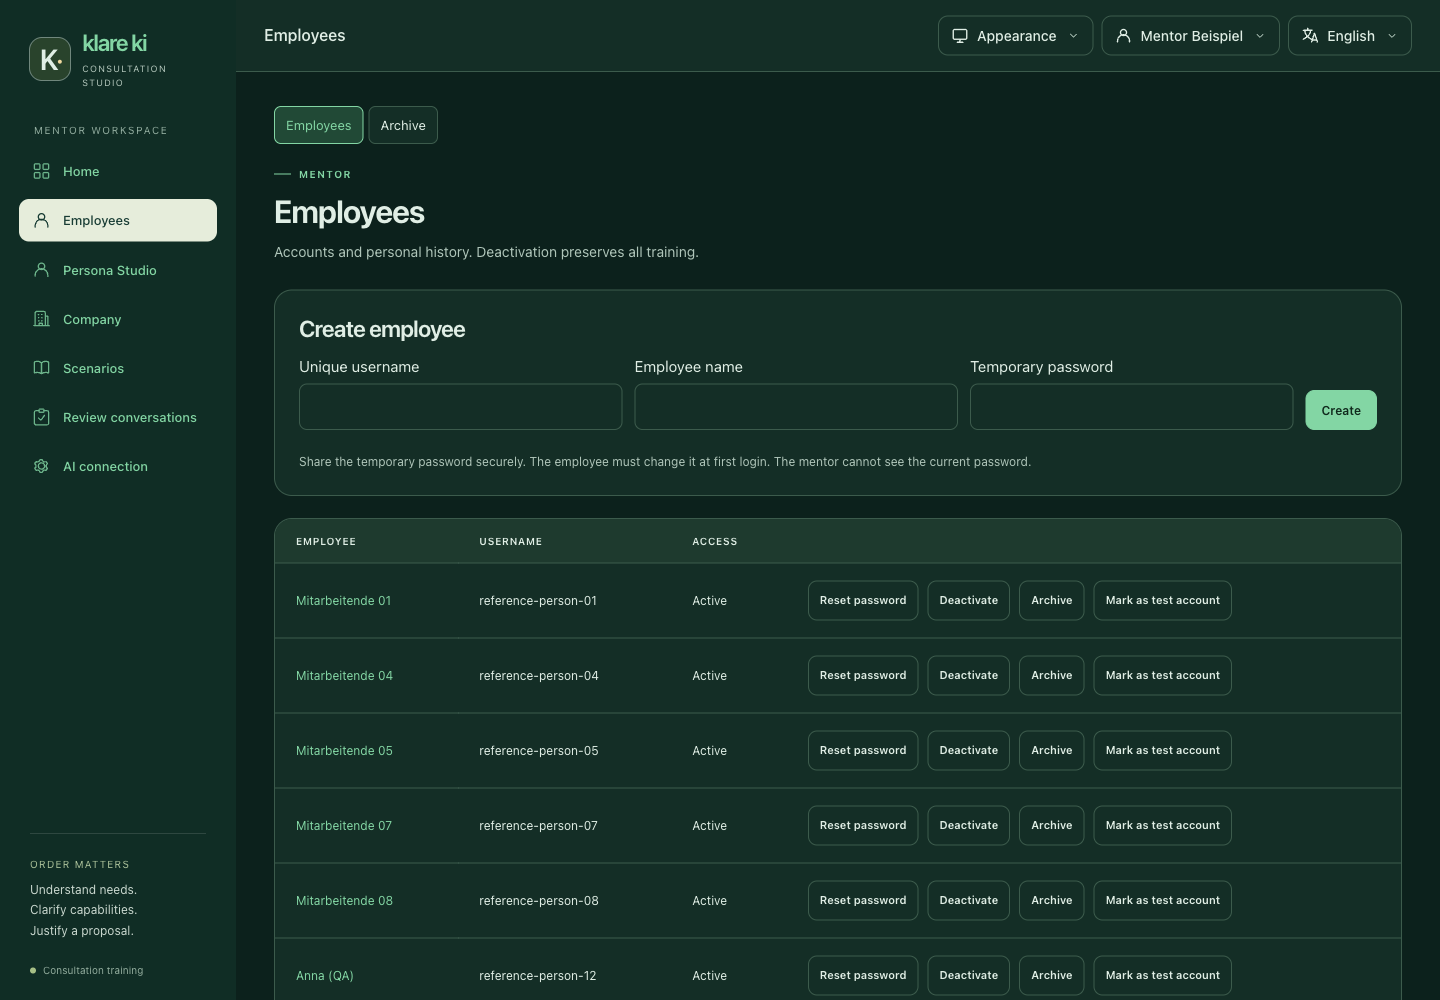 K
klare ki
CONSULTATION
STUDIO
MENTOR WORKSPACE
Home
Employees
Persona Studio
Company
Scenarios
Review conversations
AI connection
ORDER MATTERS
Understand needs.
Clarify capabilities.
Justify a proposal.
Consultation training
Employees
Appearance
Mentor Beispiel
English
Employees
Archive
MENTOR
Employees
Accounts and personal history. Deactivation preserves all training.
Create employee
Unique username
Employee name
Temporary password
Create
Share the temporary password securely. The employee must change it at first login. The mentor cannot see the current password.
EMPLOYEE USERNAME ACCESS
Mitarbeitende 01 reference-person-01 Active Reset password Deactivate Archive Mark as test account
Mitarbeitende 04 reference-person-04 Active Reset password Deactivate Archive Mark as test account
Mitarbeitende 05 reference-person-05 Active Reset password Deactivate Archive Mark as test account
Mitarbeitende 07 reference-person-07 Active Reset password Deactivate Archive Mark as test account
Mitarbeitende 08 reference-person-08 Active Reset password Deactivate Archive Mark as test account
Anna (QA) reference-person-12 Active Reset password Deactivate Archive Mark as test account